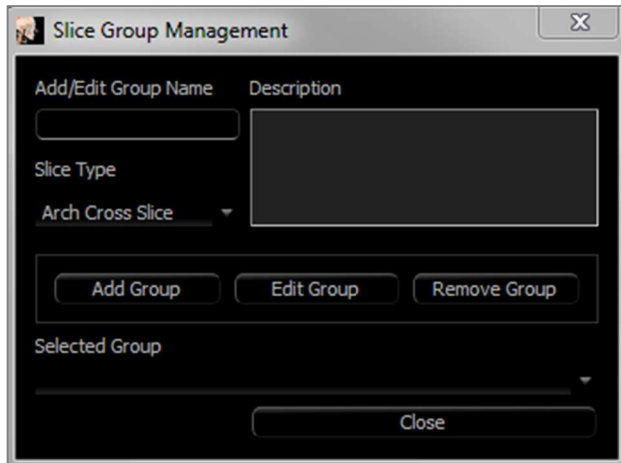 Slice Group Management
Add/Edit Group Name Description
Slice Type
Arch Cross Slice
Add Group Edit Group Remove Group
Selected Group
Close